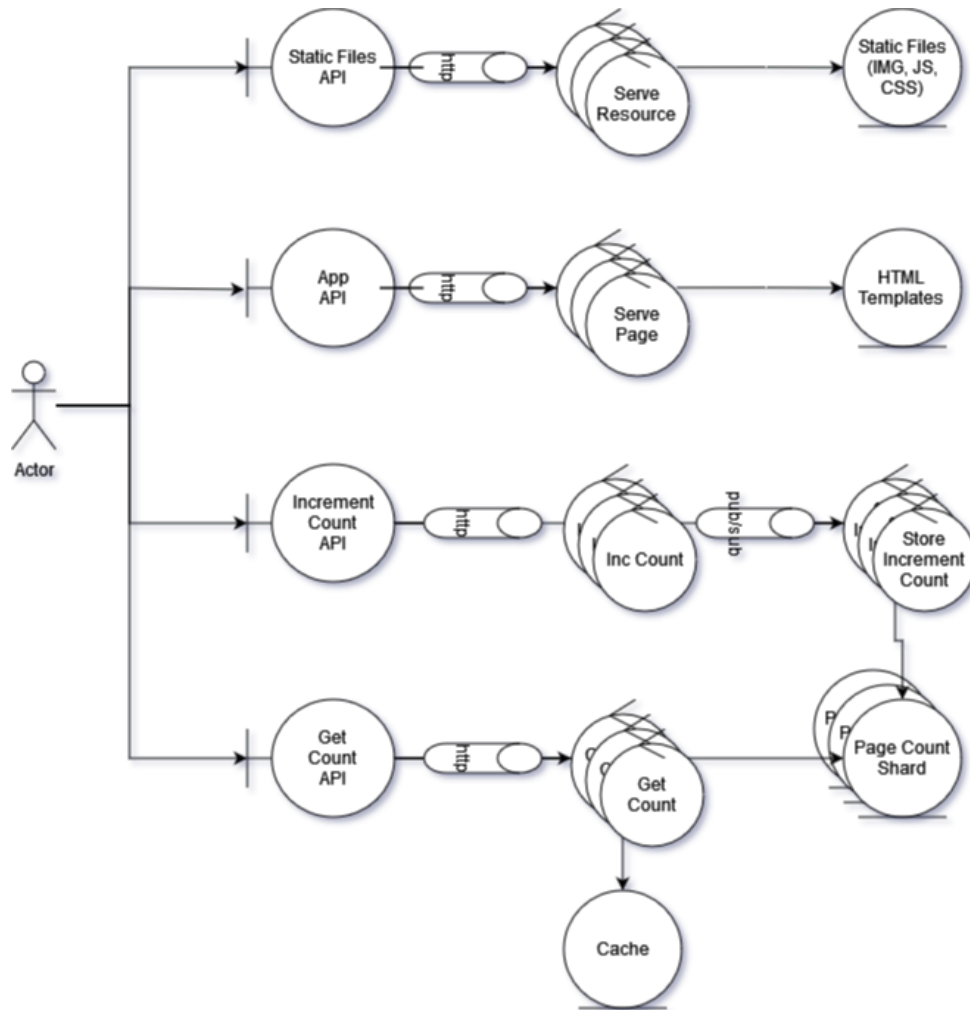 Static Files
API
http
Serve
Resource
Static Files
(IMG, JS,
CSS)
App
API
http
Serve
Page
HTML
Templates
Actor
Increment
Count
API
http
Inc Count
pub/sub
Store
Increment
Count
Get
Count
API
http
Get
Count
P
P
Page Count
Shard
Cache